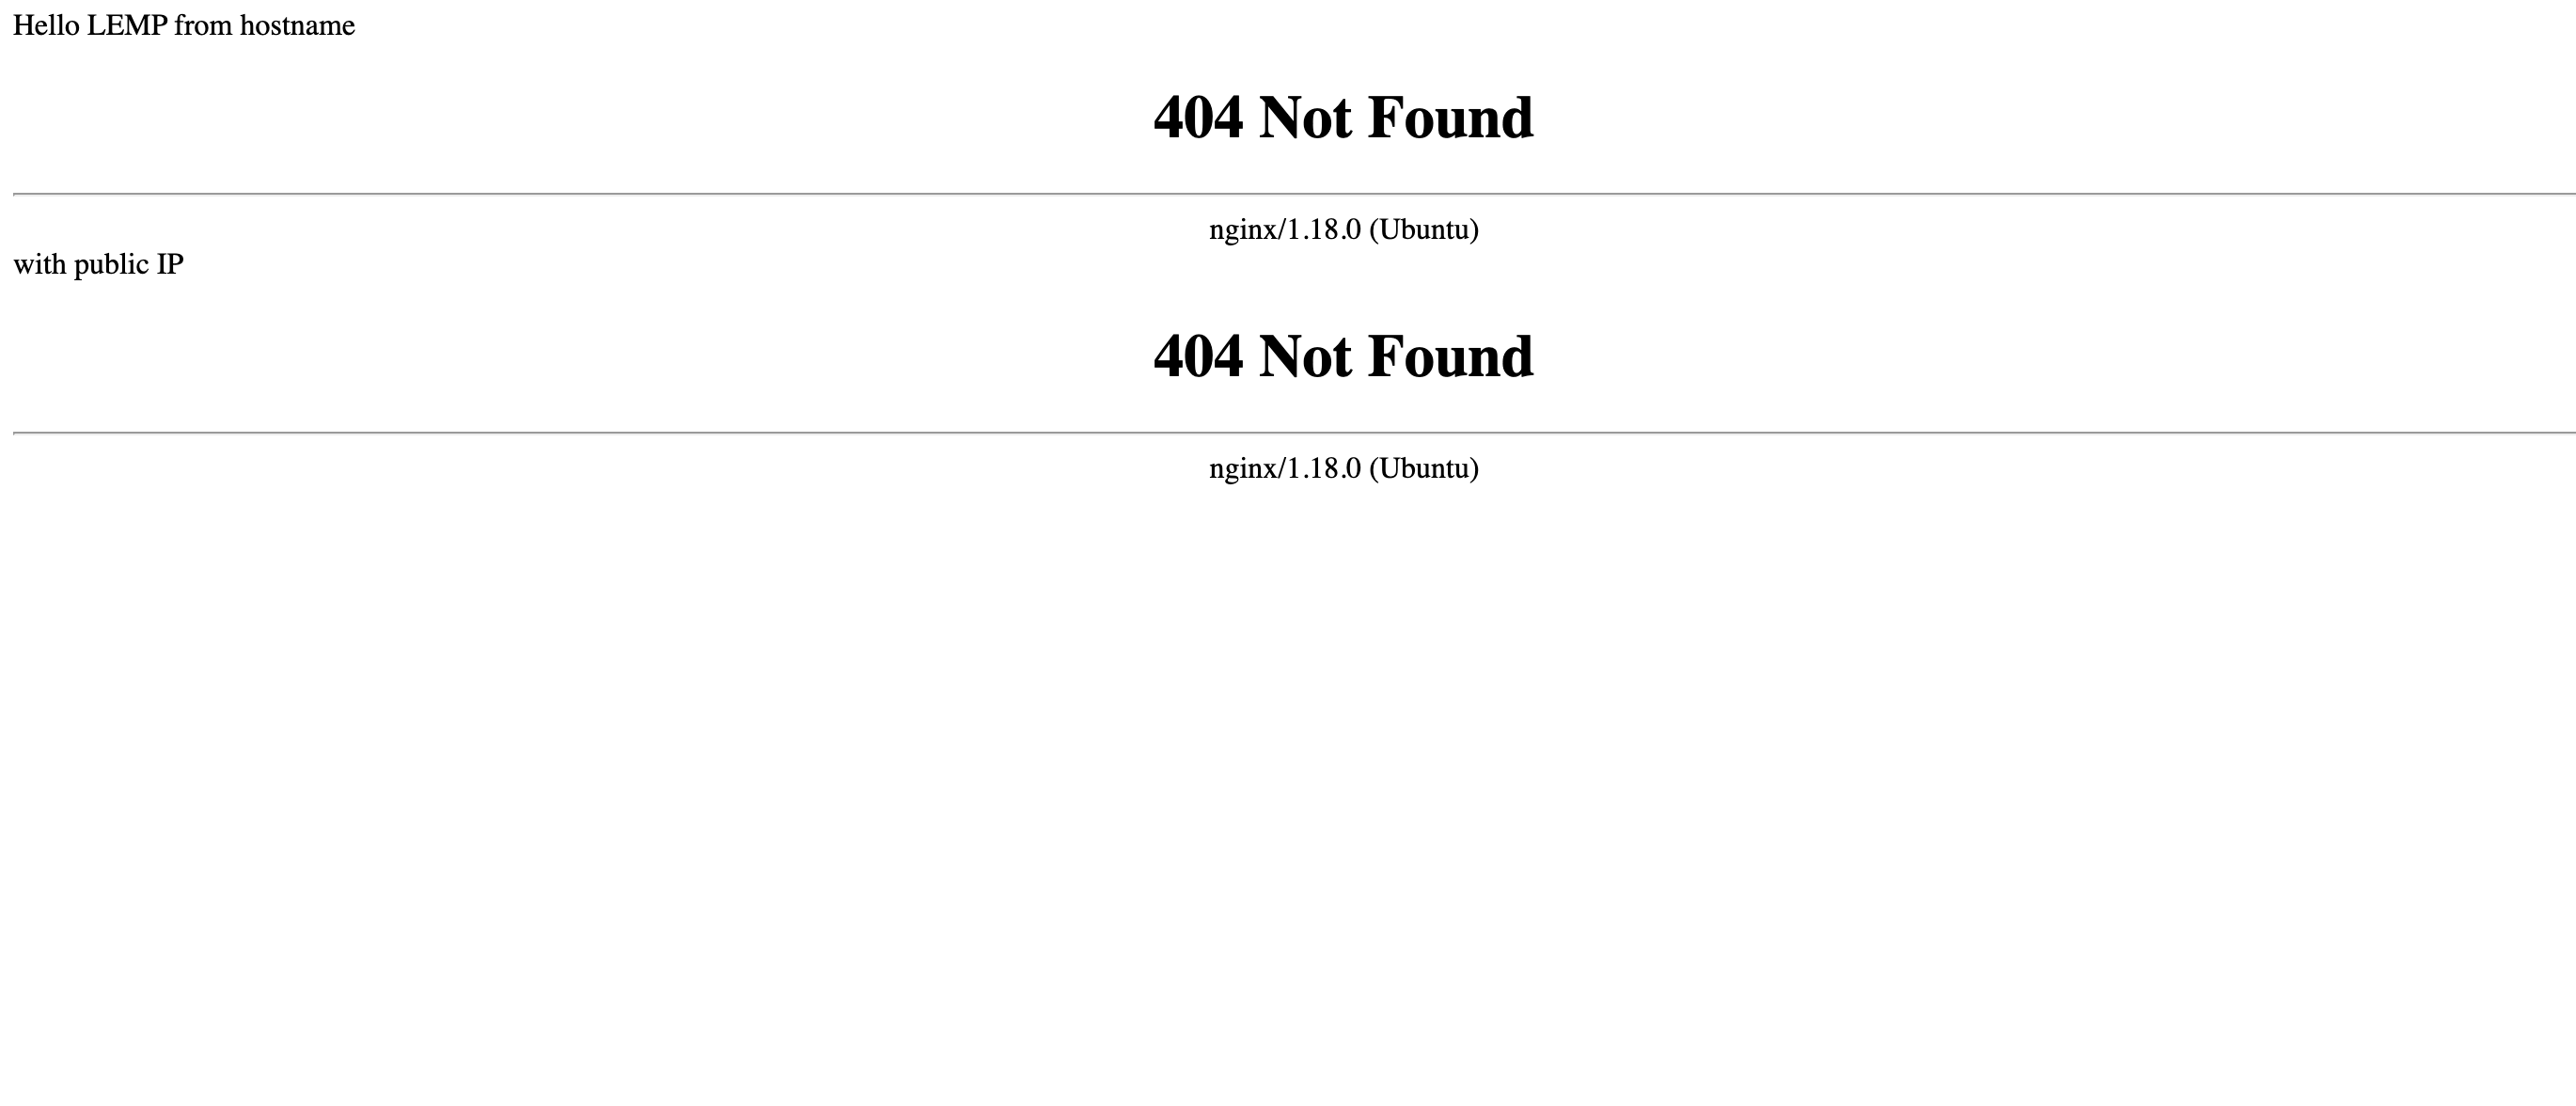 Hello LEMP from hostname
404 Not Found
nginx/1.18.0 (Ubuntu)
with public IP
404 Not Found
nginx/1.18.0 (Ubuntu)